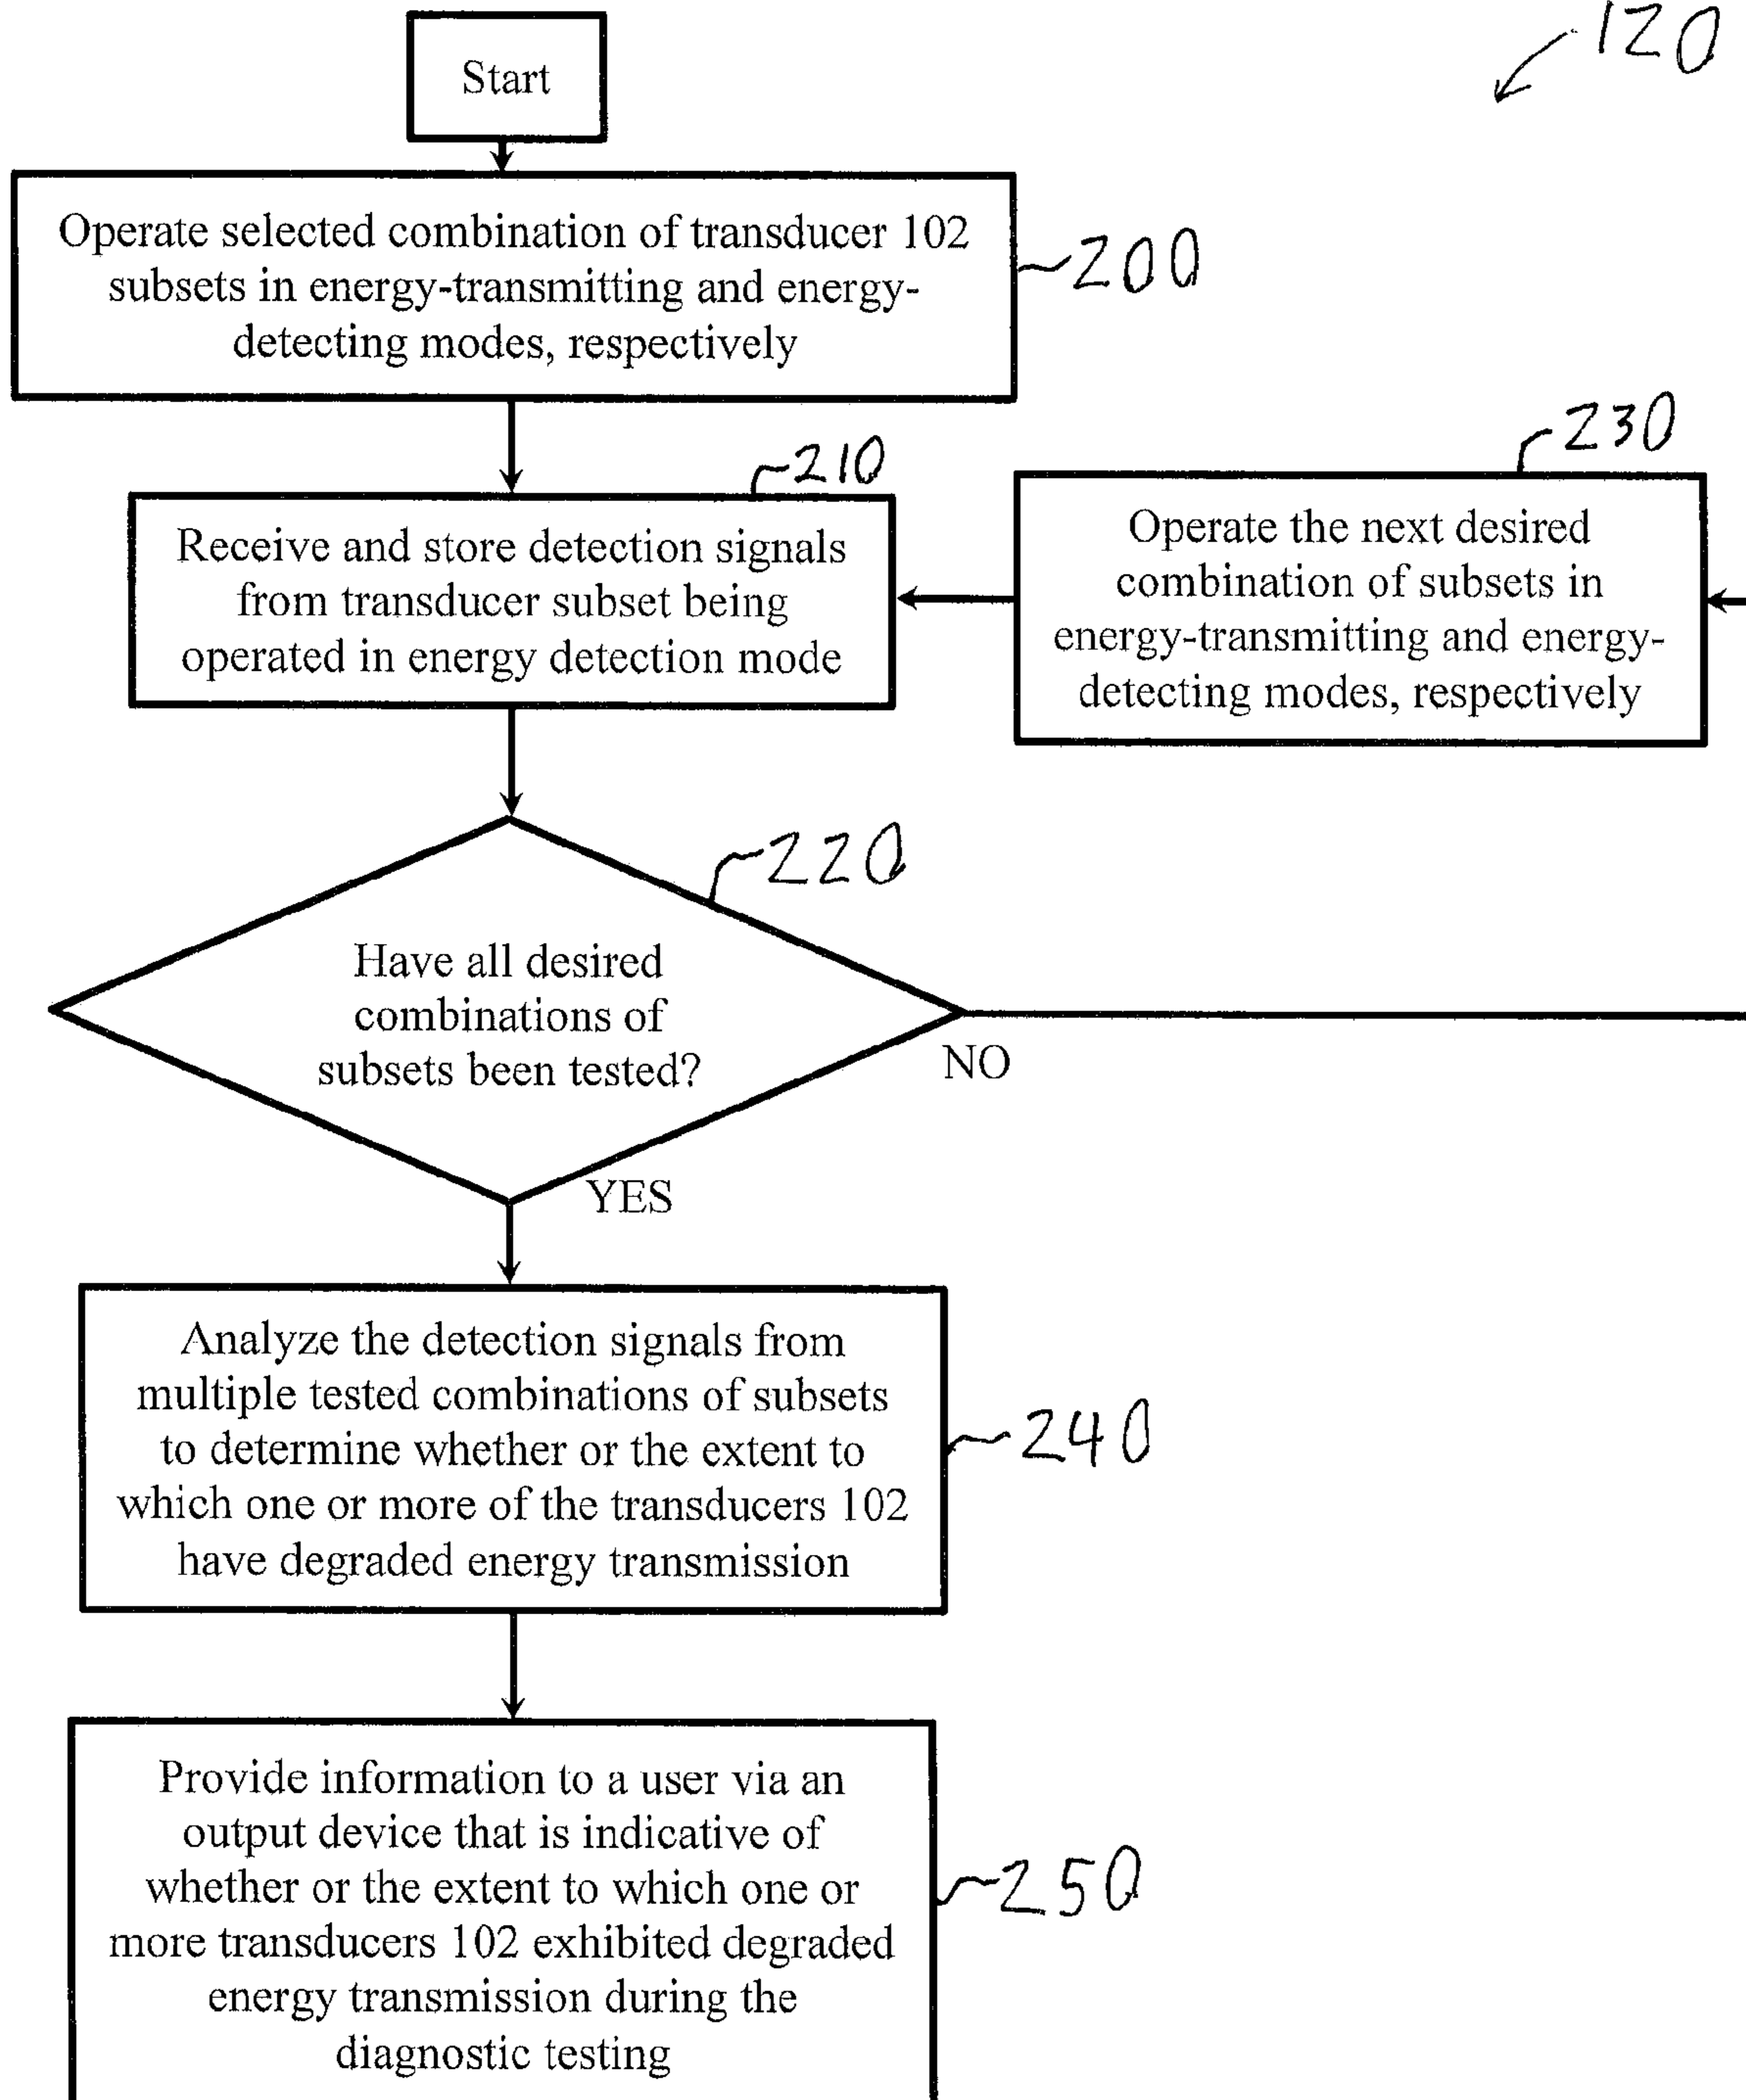 120
Start
Operate selected combination of transducer 102
subsets in energy-transmitting and energy-
detecting modes, respectively
200
210
Receive and store detection signals
from transducer subset being
operated in energy detection mode
230
Operate the next desired
combination of subsets in
energy-transmitting and energy-
detecting modes, respectively
220
Have all desired
combinations of
subsets been tested?
NO
YES
Analyze the detection signals from
multiple tested combinations of subsets
to determine whether or the extent to
which one or more of the transducers 102
have degraded energy transmission
240
Provide information to a user via an
output device that is indicative of
whether or the extent to which one or
more transducers 102 exhibited degraded
energy transmission during the
diagnostic testing
250